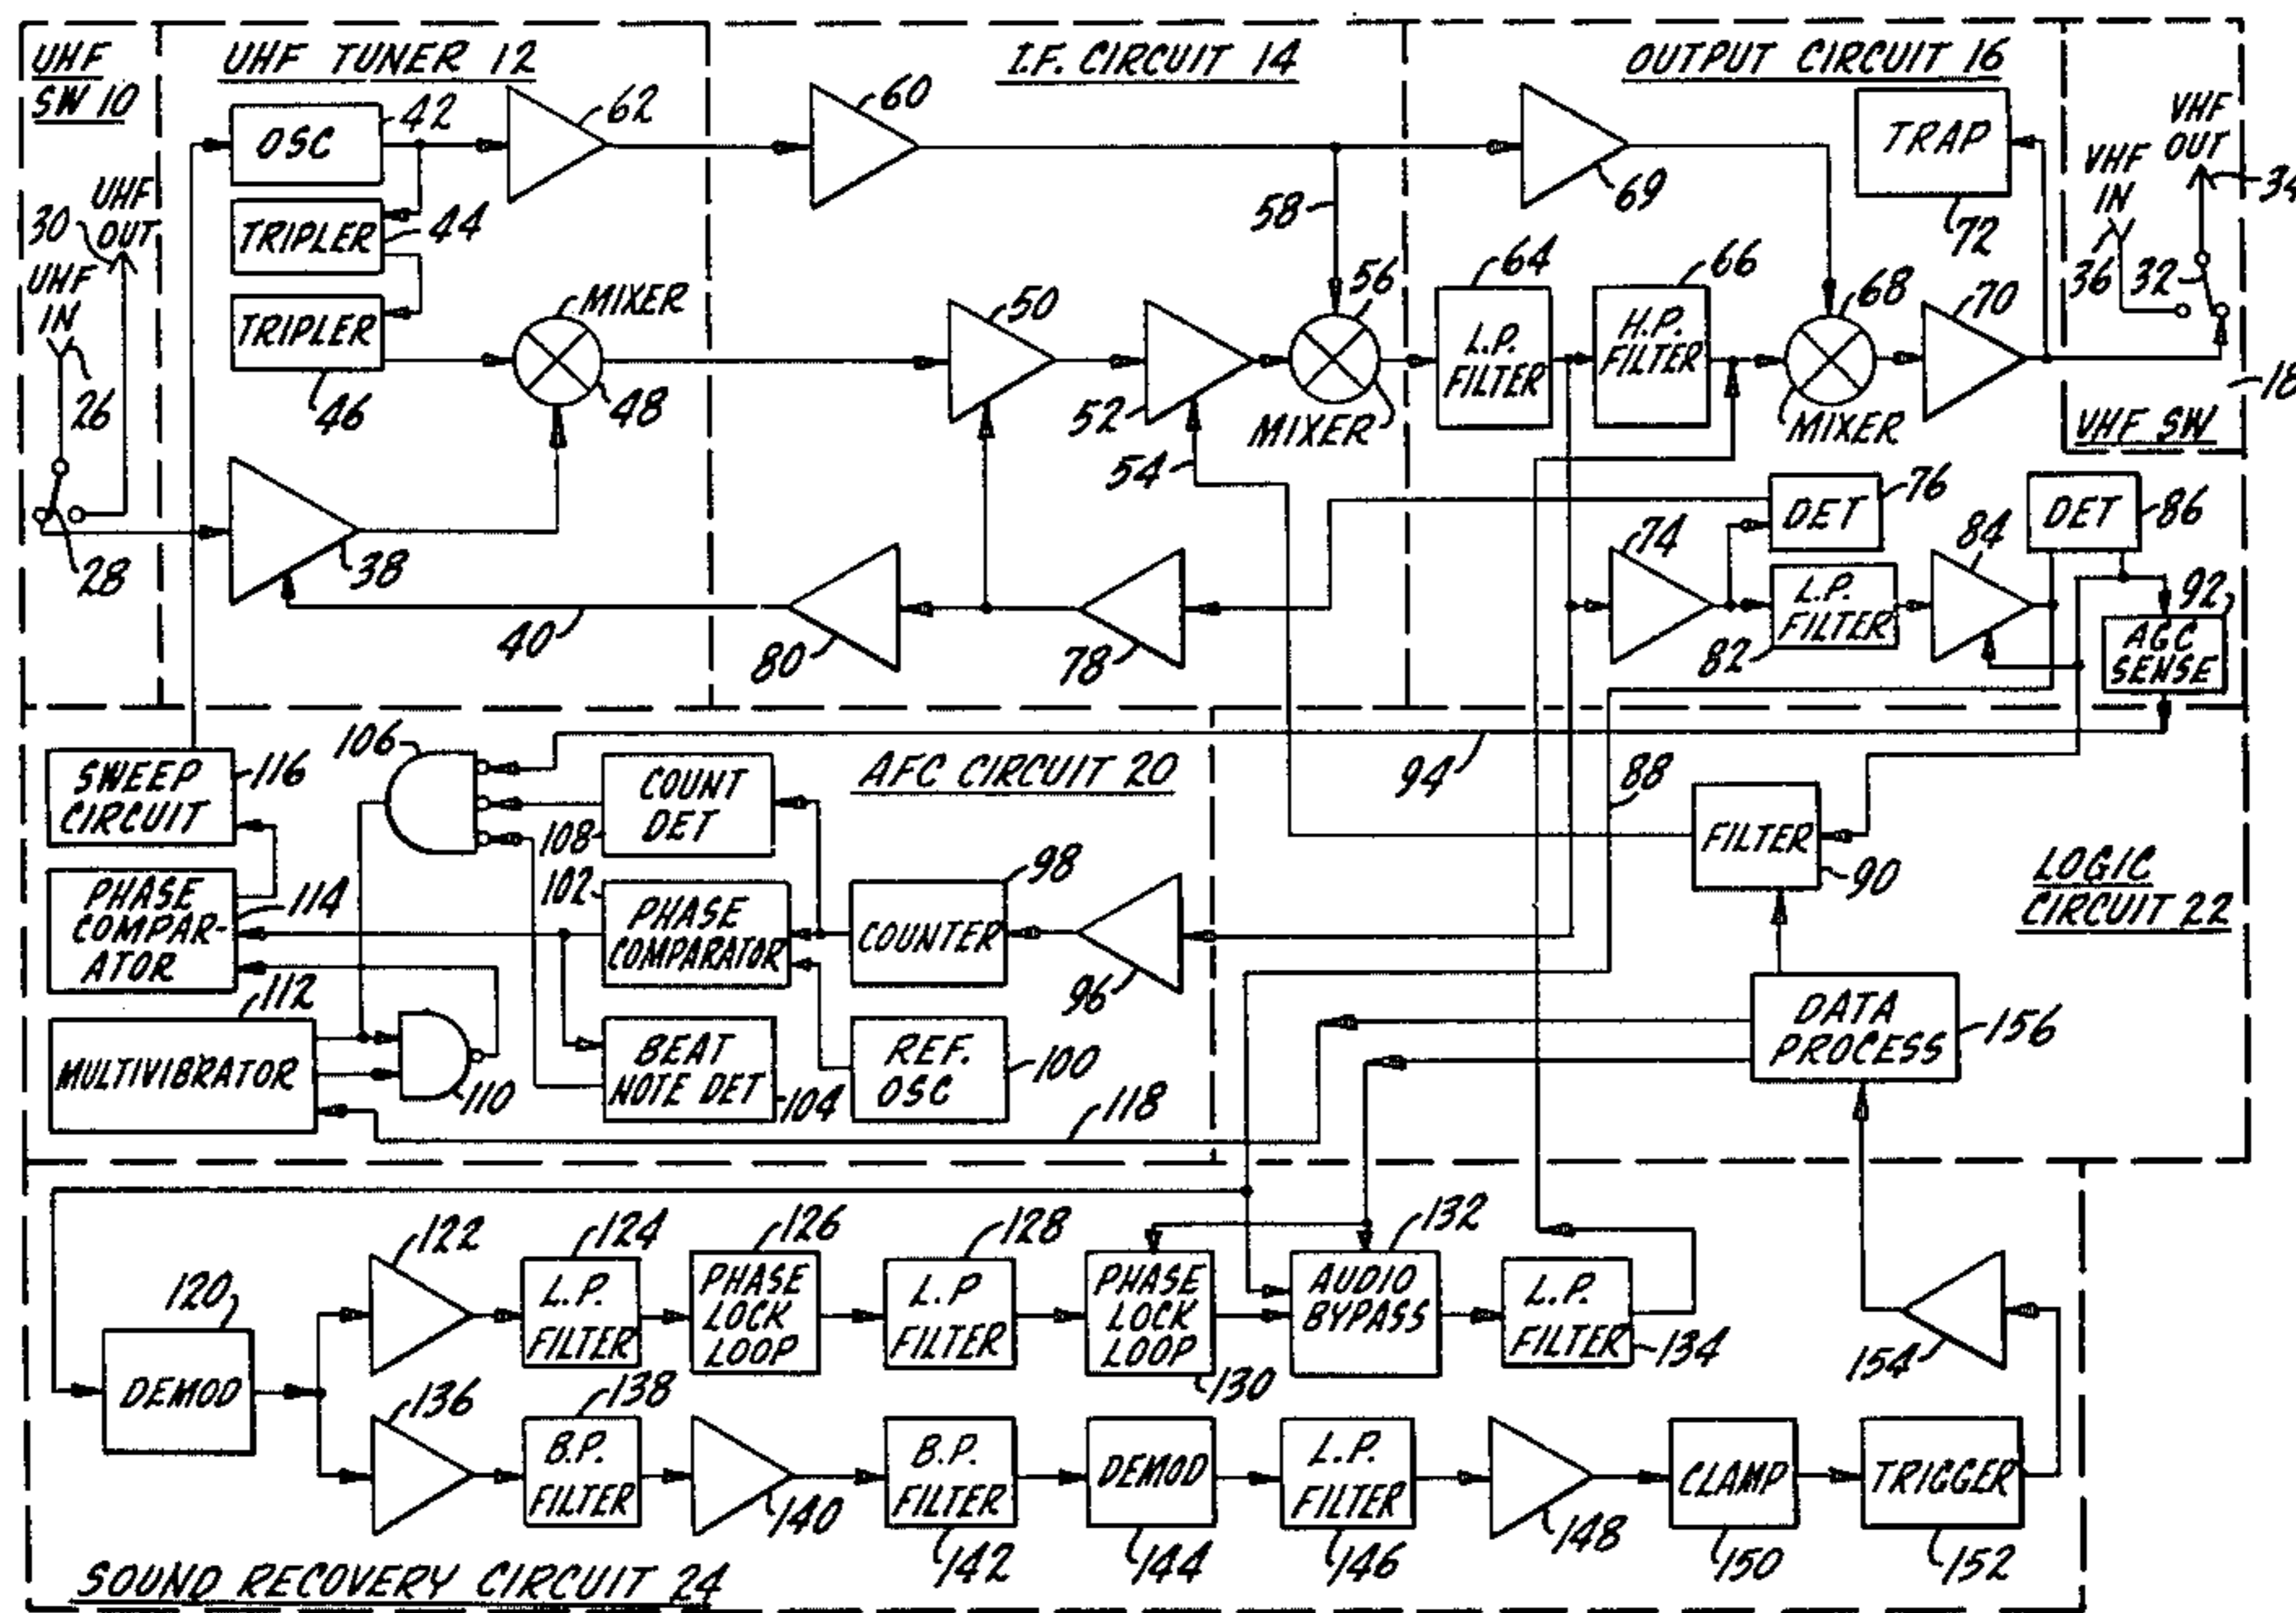 UHF
SW 10
UHF TUNER 12
I.F. CIRCUIT 14
OUTPUT CIRCUIT 16
OSC
42
62
60
69
TRAP
72
VHF
OUT
34
VHF
IN
36
32
18
VHF SW
30
UHF
OUT
UHF
IN
26
28
TRIPLER
44
TRIPLER
46
MIXER
48
50
52
54
58
56
MIXER
64
L.P.
FILTER
66
H.P.
FILTER
68
MIXER
70
38
40
80
78
74
DET
76
L.P.
FILTER
82
84
DET
86
92
AGC
SENSE
SWEEP
CIRCUIT
116
106
COUNT
DET
108
AFC CIRCUIT 20
94
88
FILTER
90
LOGIC
CIRCUIT 22
PHASE
COMPAR-
ATOR
114
102
PHASE
COMPARATOR
98
COUNTER
96
112
MULTIVIBRATOR
110
BEAT
NOTE DET
104
REF.
OSC
100
118
DATA
PROCESS
156
120
DEMOD
122
124
L.P.
FILTER
126
PHASE
LOCK
LOOP
128
L.P
FILTER
PHASE
LOCK
LOOP
130
132
AUDIO
BYPASS
L.P.
FILTER
134
154
136
138
B.P.
FILTER
140
B.P.
FILTER
142
DEMOD
144
L.P.
FILTER
146
148
CLAMP
150
TRIGGER
152
SOUND RECOVERY CIRCUIT 24